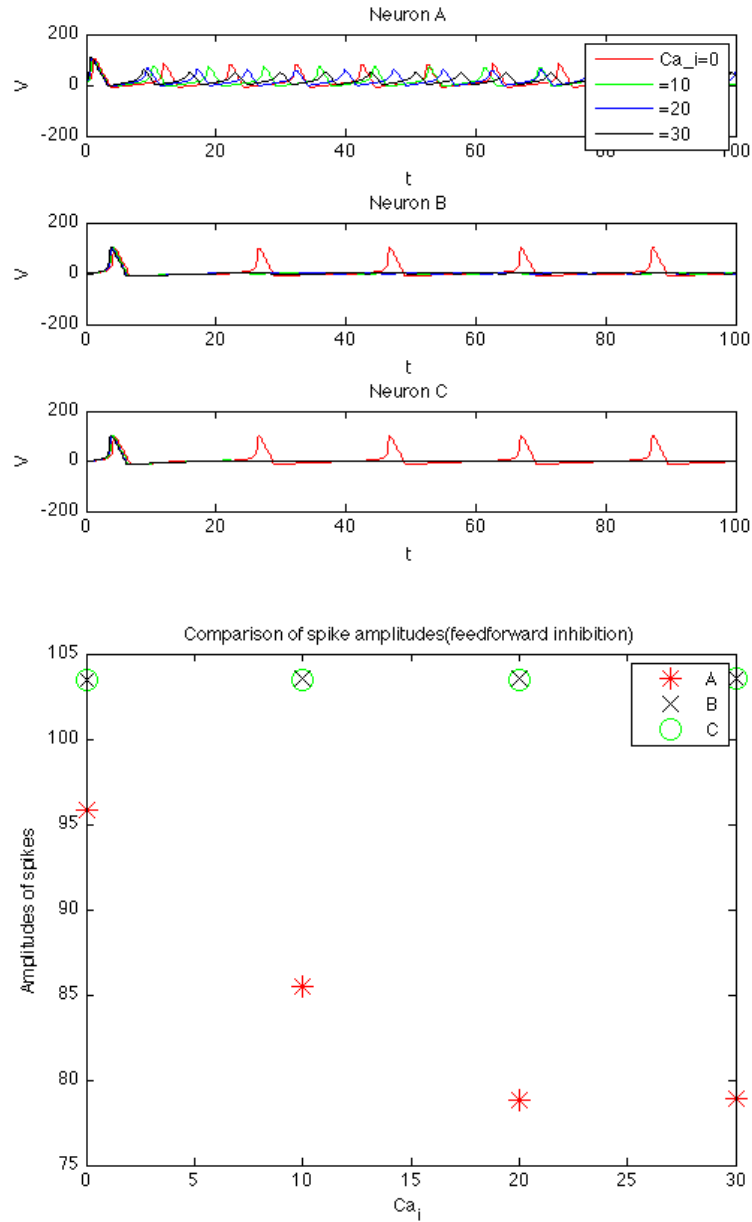 Neuron A
200
0
-200
V
0
20
40
60
80
100
t
Ca_i=0
=10
=20
=30
Neuron B
200
0
-200
V
0
20
40
60
80
100
t
Neuron C
200
0
-200
V
0
20
40
60
80
100
t
Comparison of spike amplitudes(feedforward inhibition)
105
100
95
90
85
80
75
Amplitudes of spikes
0
5
10
15
20
25
30
Ca_i
A
B
C